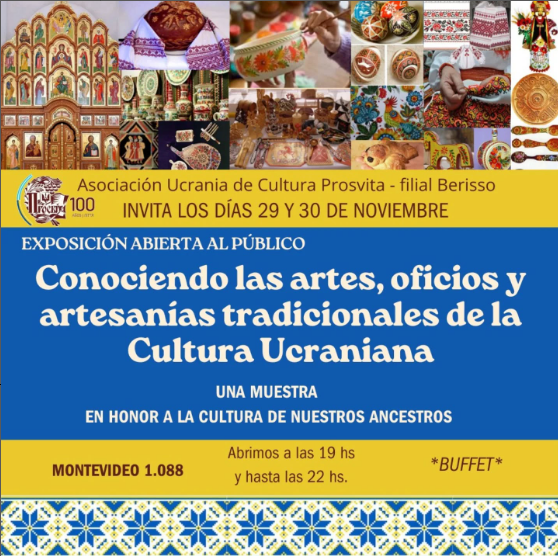 Asociación Ucrania de Cultura Prosvita - filial Berisso
100
INVITA LOS DÍAS 29 Y 30 DE NOVIEMBRE
EXPOSICIÓN ABIERTA AL PÚBLICO
Conociendo las artes, oficios y
artesanías tradicionales de la
Cultura Ucraniana
UNA MUESTRA
EN HONOR A LA CULTURA DE NUESTROS ANCESTROS
MONTEVIDEO 1.088
Abrimos a las 19 hs
y hasta las 22 hs.
*BUFFET*